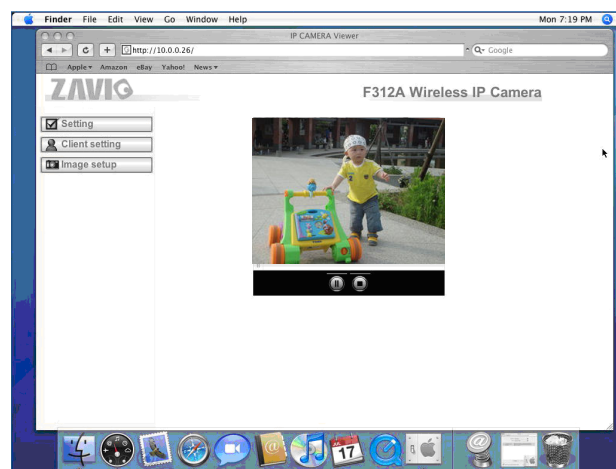 Finder File Edit View Go Window Help Mon 7:19 PM
IP CAMERA Viewer
http://10.0.0.26/
Google
Apple Amazon eBay Yahoo! News
ZAVIO
F312A Wireless IP Camera
Setting
Client setting
Image setup
17